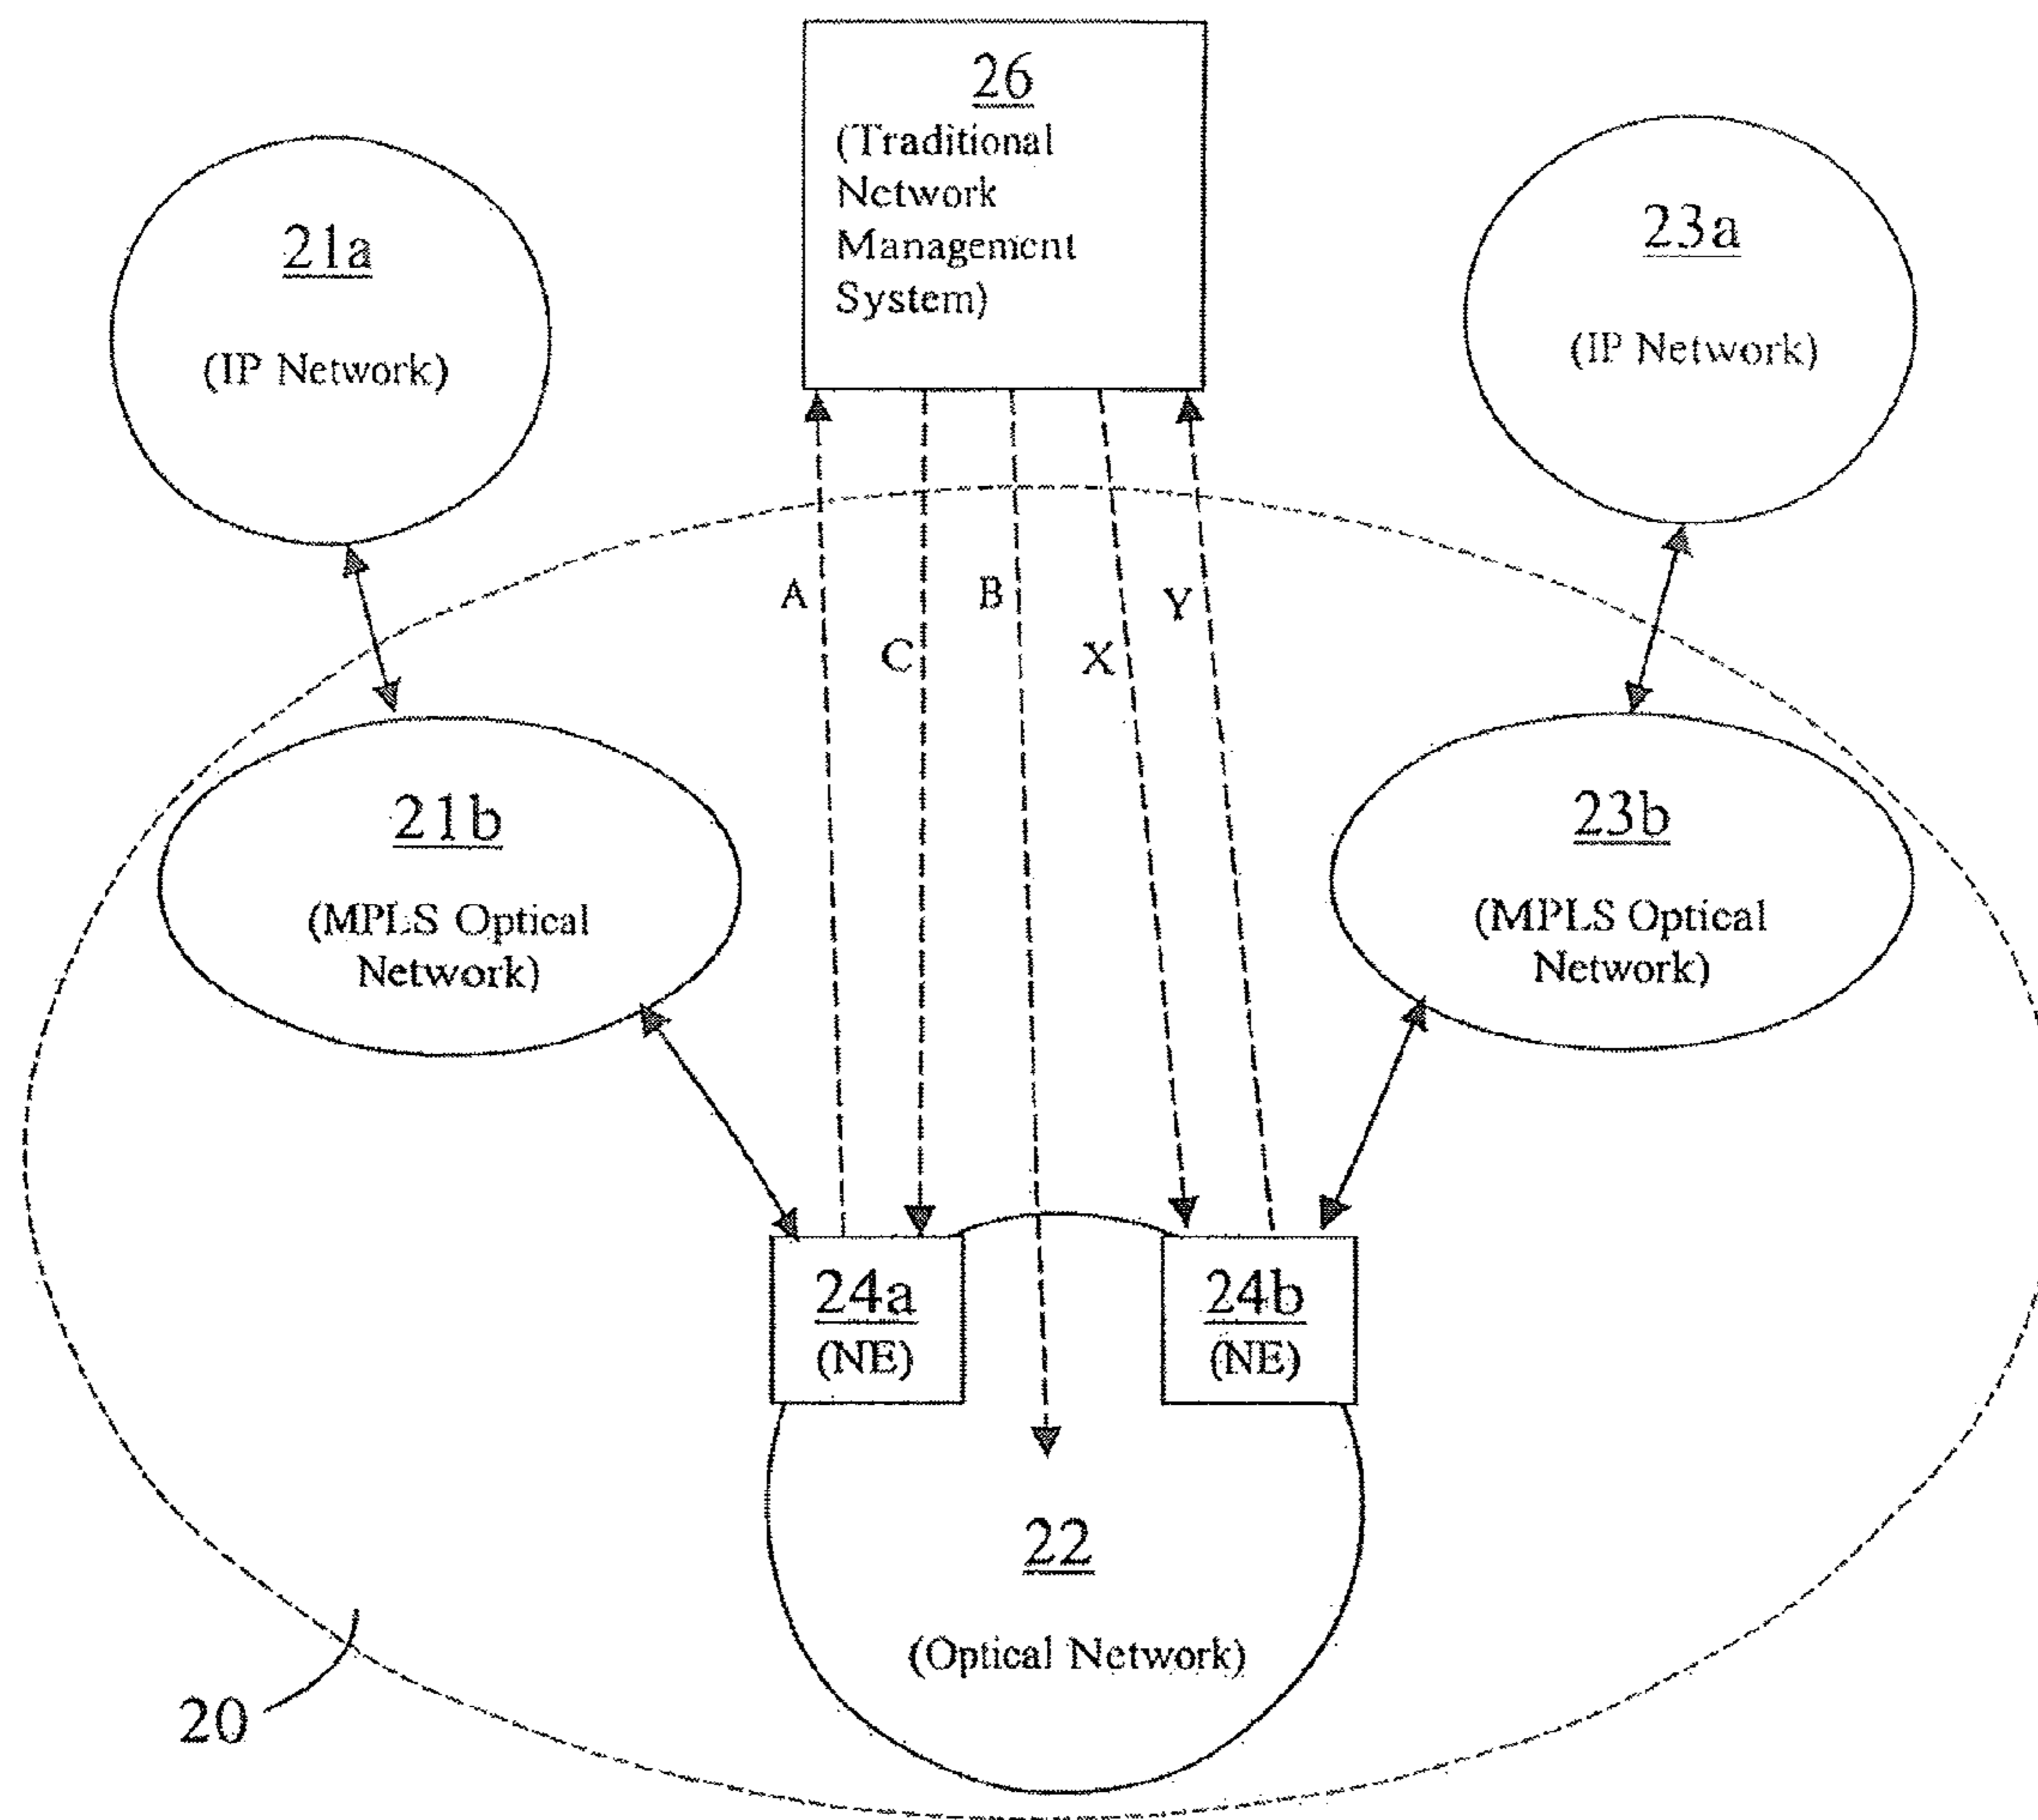 26
(Traditional
Network
Management
System)
21a
(IP Network)
23a
(IP Network)
A
C
B
X
Y
21b
(MPLS Optical
Network)
23b
(MPLS Optical
Network)
24a
(NE)
24b
(NE)
22
(Optical Network)
20